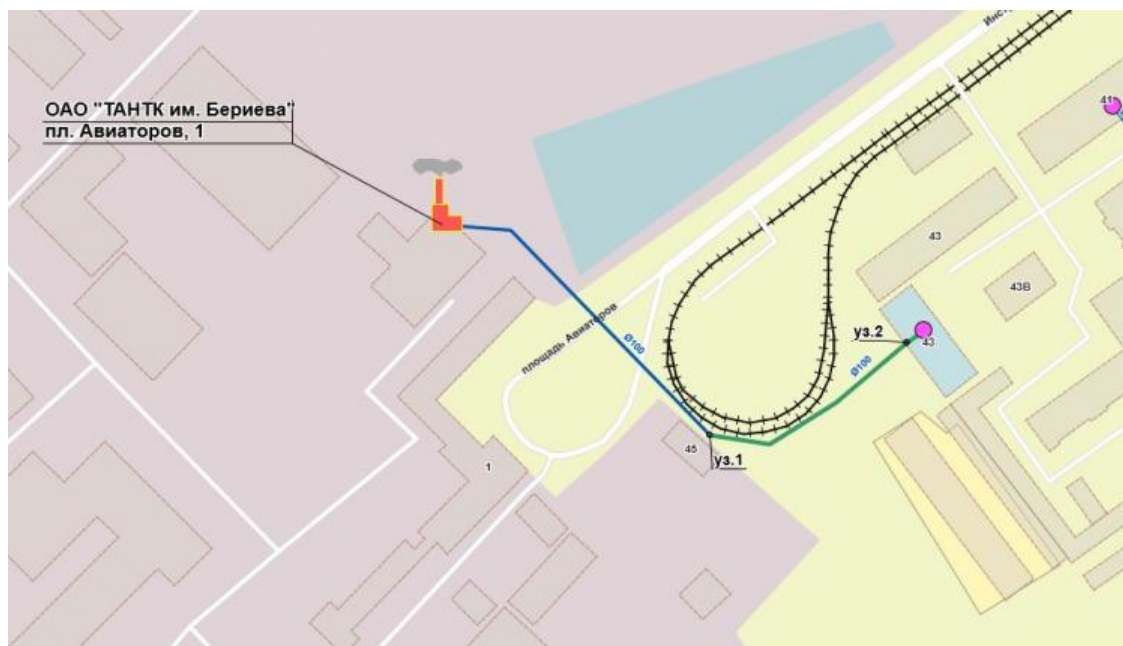 Инстр
41
ОАО "ТАНТК им. Бериева"
пл. Авиаторов, 1
43
43В
площадь Авиаторов
уз.2
43
Ø100
Ø100
45
уз.1
1